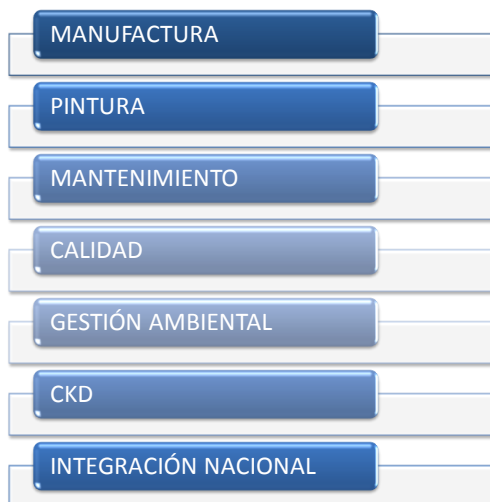 MANUFACTURA
PINTURA
MANTENIMIENTO
CALIDAD
GESTIÓN AMBIENTAL
CKD
INTEGRACIÓN NACIONAL